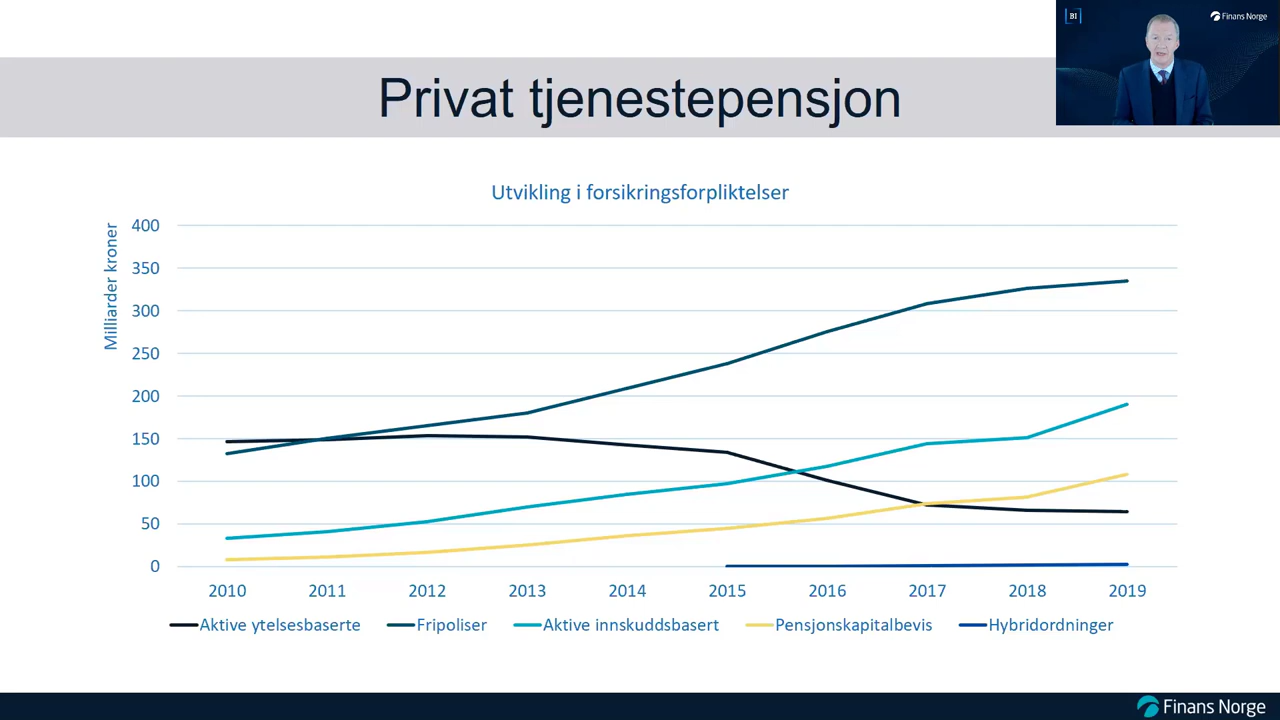 BI
Finans Norge
Privat tjenestepensjon
Utvikling i forsikringsforpliktelser
Milliarder kroner
400
350
300
250
200
150
100
50
0
2010 2011 2012 2013 2014 2015 2016 2017 2018 2019
Aktive ytelsesbaserte Fripoliser Aktive innskuddsbasert Pensjonskapitalbevis Hybridordninger
Finans Norge